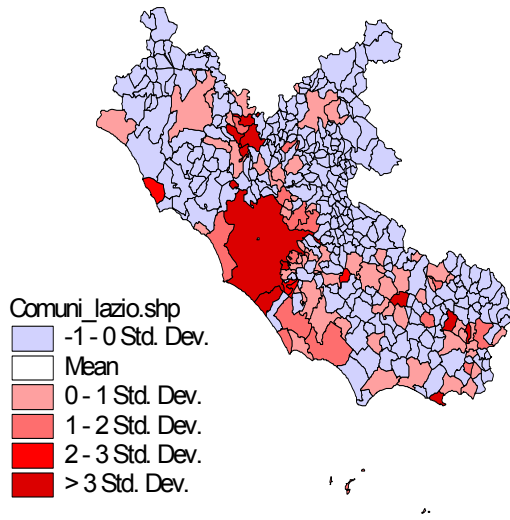 Comuni_lazio.shp
-1 - 0 Std. Dev.
Mean
0 - 1 Std. Dev.
1 - 2 Std. Dev.
2 - 3 Std. Dev.
> 3 Std. Dev.